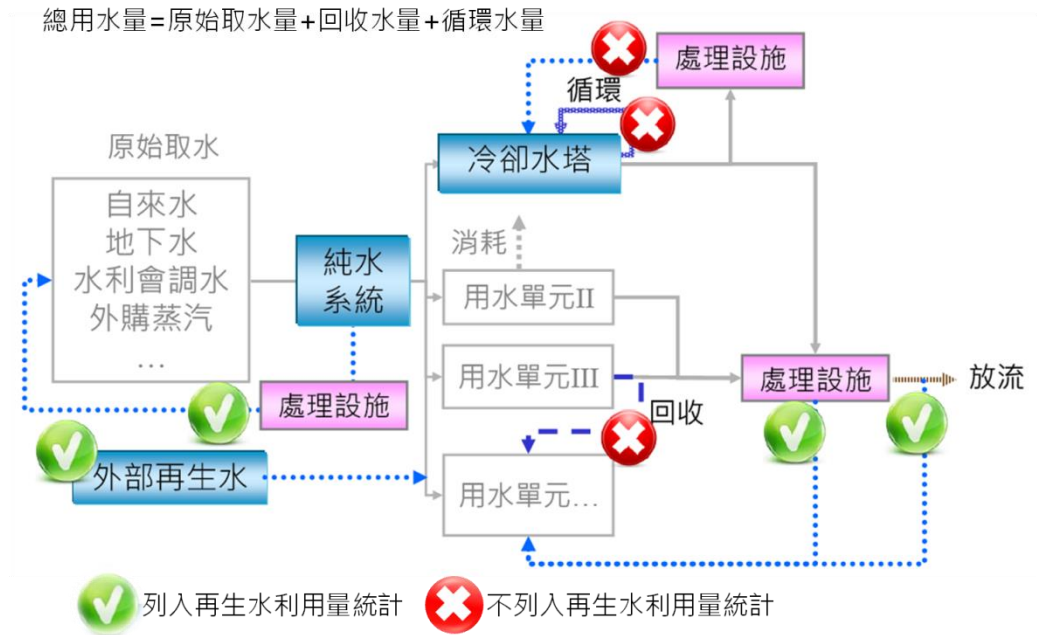 總用水量=原始取水量+回收水量+循環水量
處理設施
循環
冷卻水塔
原始取水
自來水
地下水
水利會調水
外購蒸汽
…
純水
系統
消耗
用水單元II
用水單元III
處理設施
放流
處理設施
回收
外部再生水
用水單元…
列入再生水利用量統計
不列入再生水利用量統計